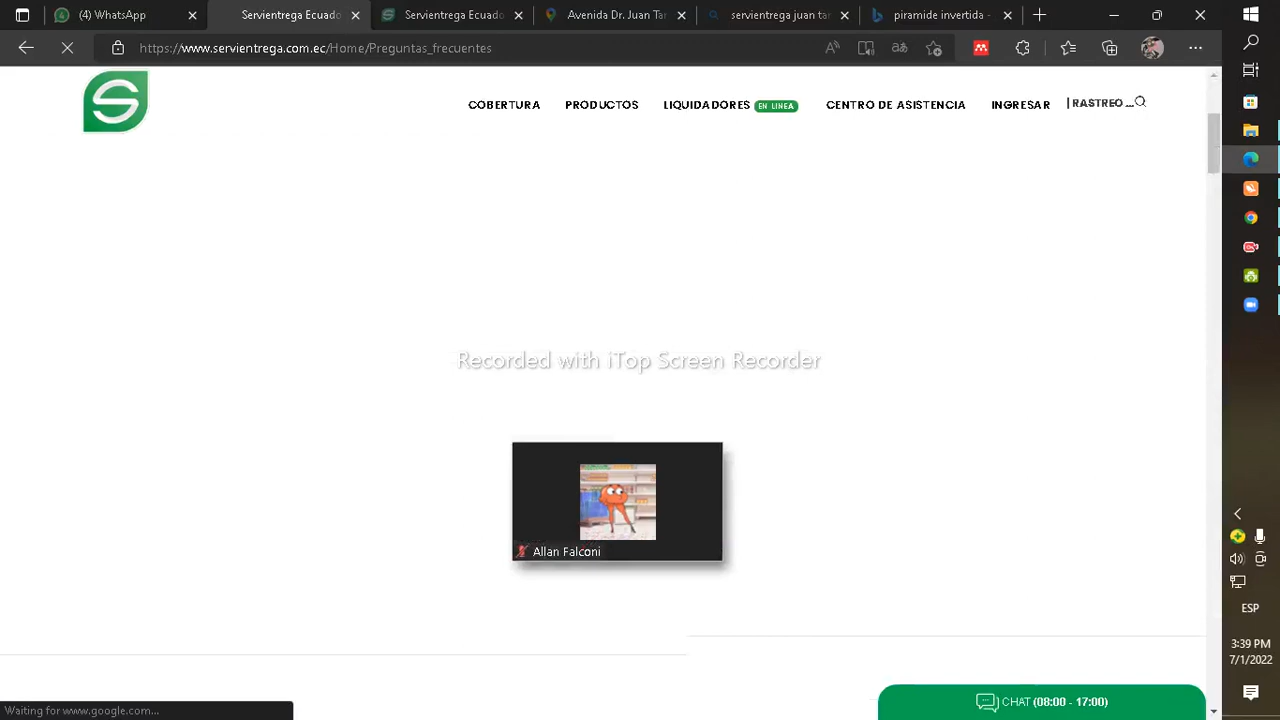 (4) WhatsApp
Servientrega Ecuado
Servientrega Ecua
Avenida Dr. Juan Tar
servientrega juan tar
piramide invertida -
https://www.servientrega.com.ec/Home/Preguntas_frecuentes
COBERTURA
PRODUCTOS
LIQUIDADORES EN LINEA
CENTRO DE ASISTENCIA
INGRESAR
| RASTREO ...
Recorded with iTop Screen Recorder
Allan Falconi
CHAT (08:00 - 17:00)
Waiting for www.google.com...
ESP
3:39 PM
7/1/2022